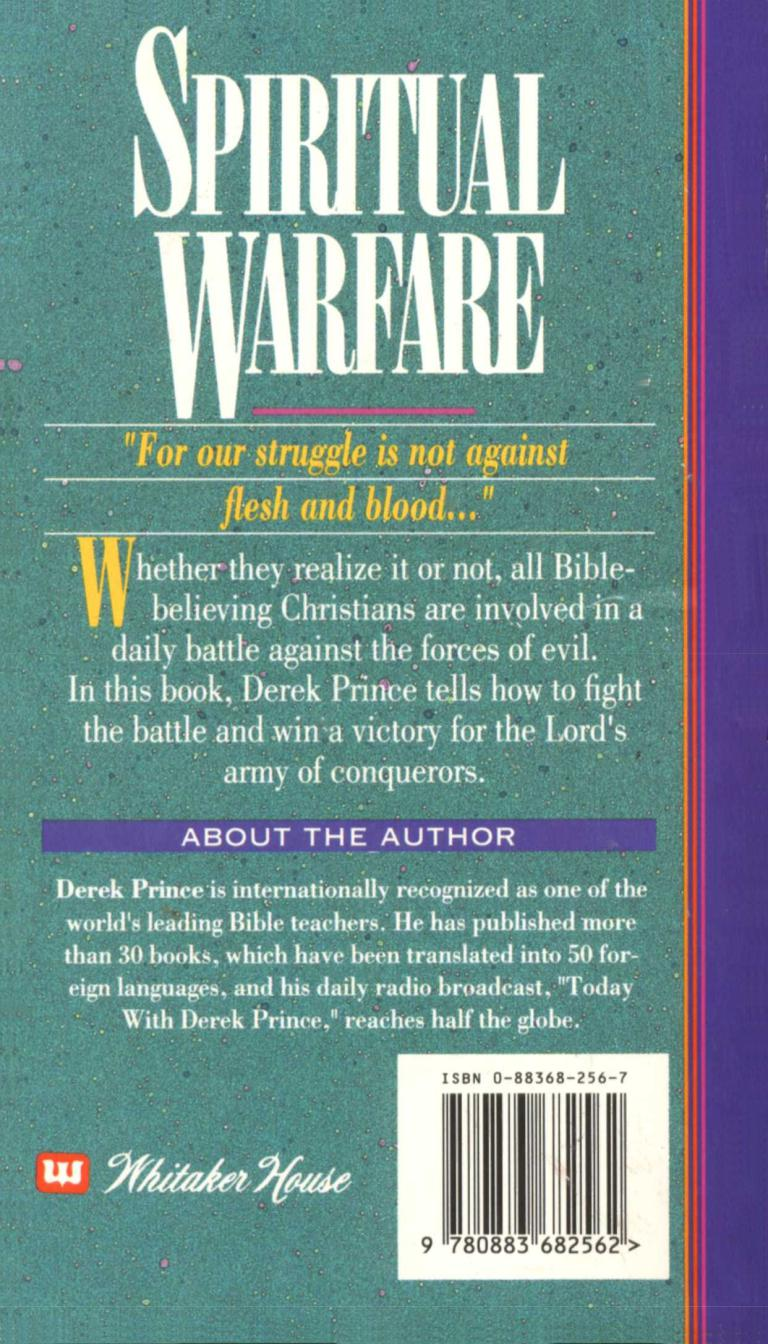 SPIRITUAL
WARFARE
"For our struggle is not against
flesh and blood..."
Whether they realize it or not, all Bible-
believing Christians are involved in a
daily battle against the forces of evil.
In this book, Derek Prince tells how to fight
the battle and win a victory for the Lord's
army of conquerors.
ABOUT THE AUTHOR
Derek Prince is internationally recognized as one of the
world's leading Bible teachers. He has published more
than 30 books, which have been translated into 50 for-
eign languages, and his daily radio broadcast, "Today
With Derek Prince," reaches half the globe.
ISBN 0-88368-256-7
W Whitaker House
9 780883 682562 >